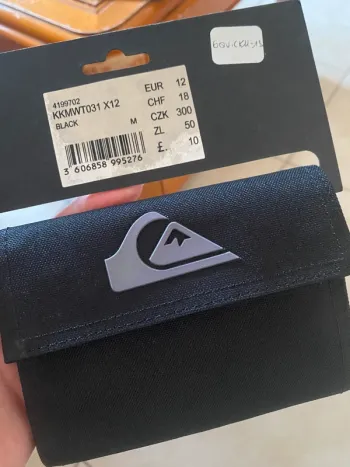 4199702
KKMWT031 X12
BLACK M
3 606858 995276
EUR 12
CHF 18
CZK 300
ZL 50
£.. 10